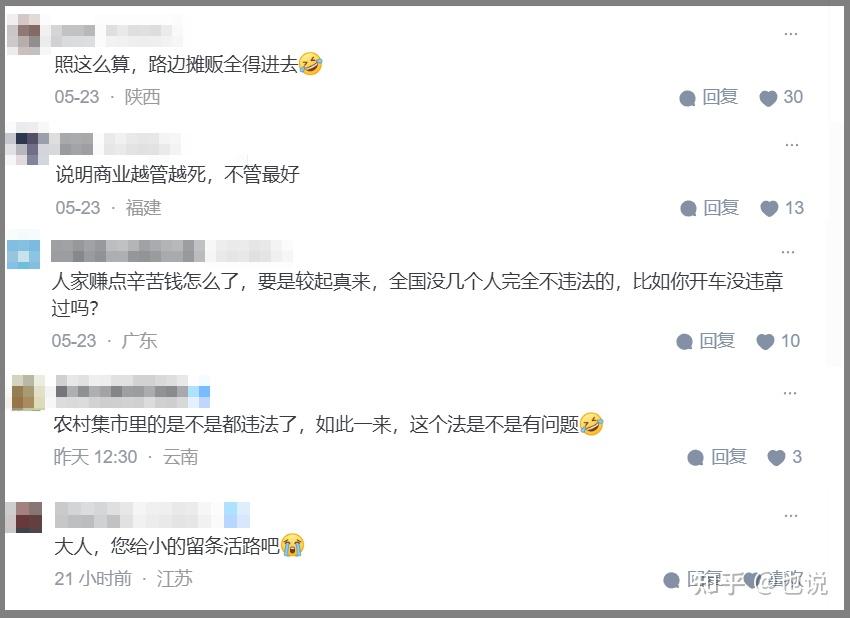 照这么算，路边摊贩全得进去🤣
05-23 · 陕西 回复 30
说明商业越管越死，不管最好
05-23 · 福建 回复 13
人家赚点辛苦钱怎么了，要是较起真来，全国没几个人完全不违法的，比如你开车没违章
过吗？
05-23 · 广东 回复 10
农村集市里的是不是都违法了，如此一来，这个法是不是有问题🤣
昨天 12:30 · 云南 回复 3
大人，您给小的留条活路吧😭
21 小时前 · 江苏 回复
知乎 @也说